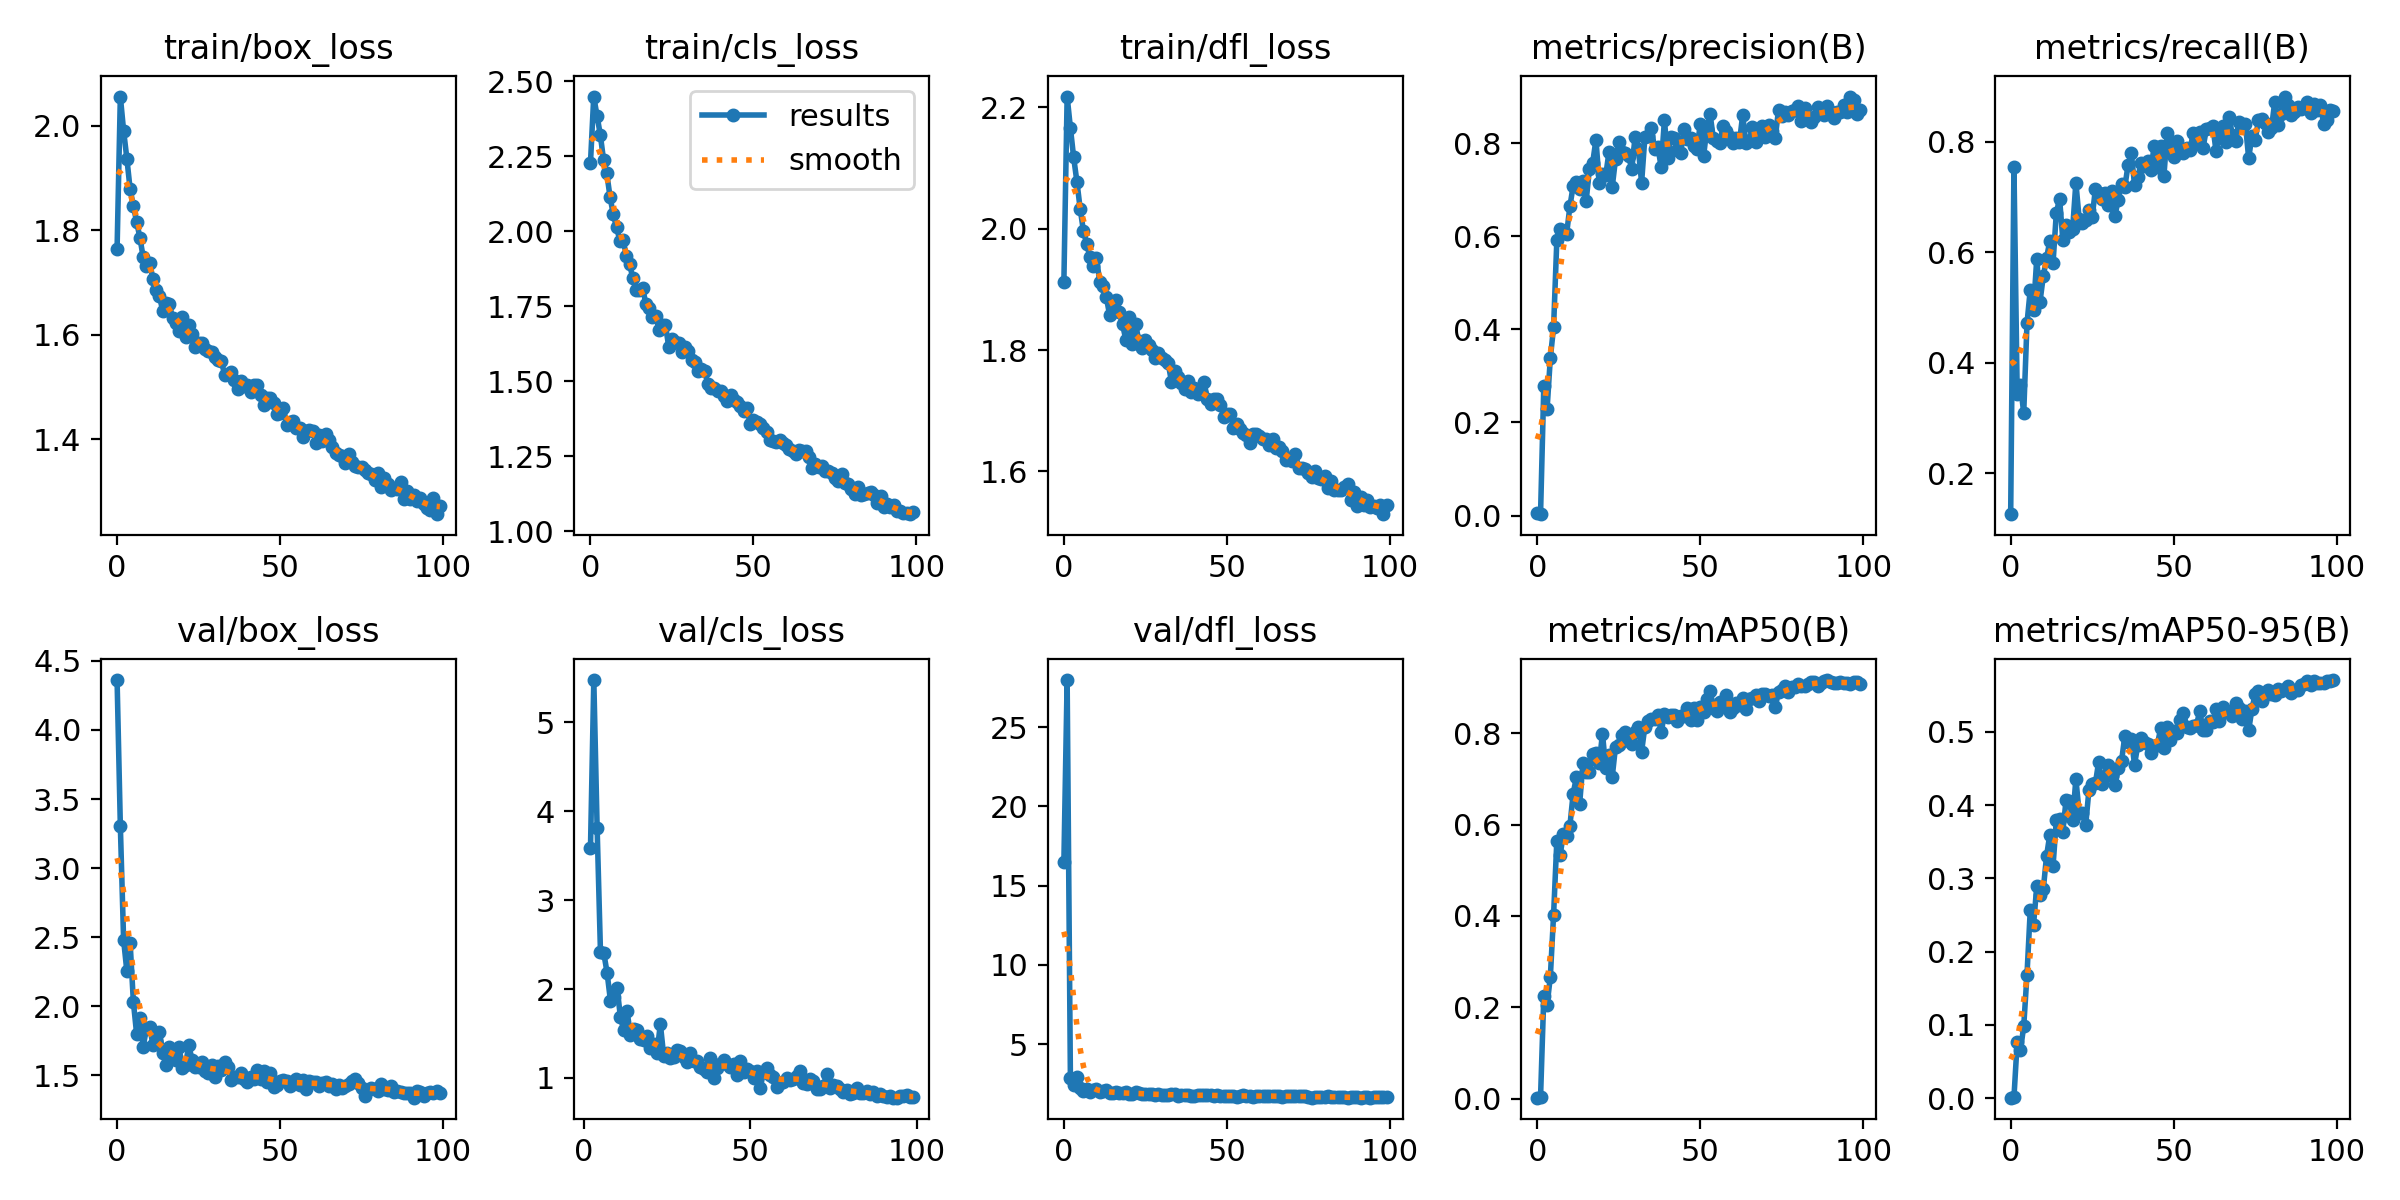 train/box_loss
train/cls_loss
train/dfl_loss
metrics/precision(B)
metrics/recall(B)
2.0
1.8
1.6
1.4
0 50 100
2.50
2.25
2.00
1.75
1.50
1.25
1.00
results
smooth
0 50 100
2.2
2.0
1.8
1.6
0 50 100
0.8
0.6
0.4
0.2
0.0
0 50 100
0.8
0.6
0.4
0.2
0 50 100
val/box_loss
val/cls_loss
val/dfl_loss
metrics/mAP50(B)
metrics/mAP50-95(B)
4.5
4.0
3.5
3.0
2.5
2.0
1.5
0 50 100
5
4
3
2
1
0 50 100
25
20
15
10
5
0 50 100
0.8
0.6
0.4
0.2
0.0
0 50 100
0.5
0.4
0.3
0.2
0.1
0.0
0 50 100